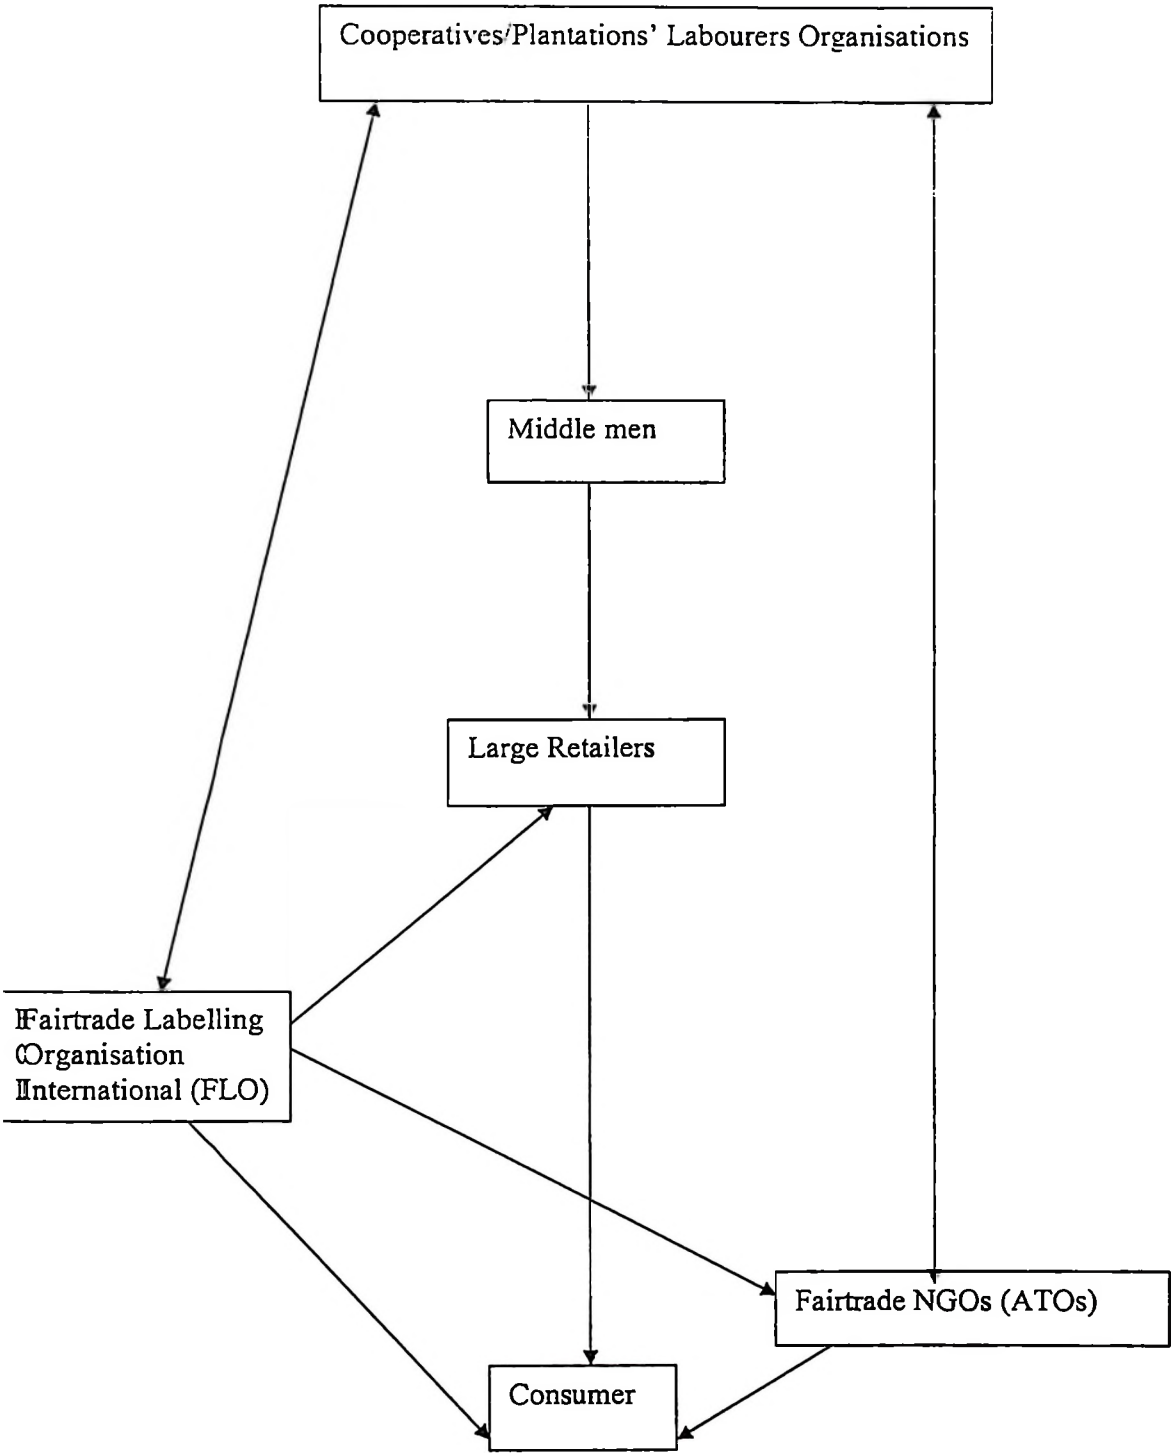 Cooperatives/Plantations’ Labourers Organisations
Middle men
Large Retailers
Fairtrade Labelling
Organisation
International (FLO)
Fairtrade NGOs (ATOs)
Consumer